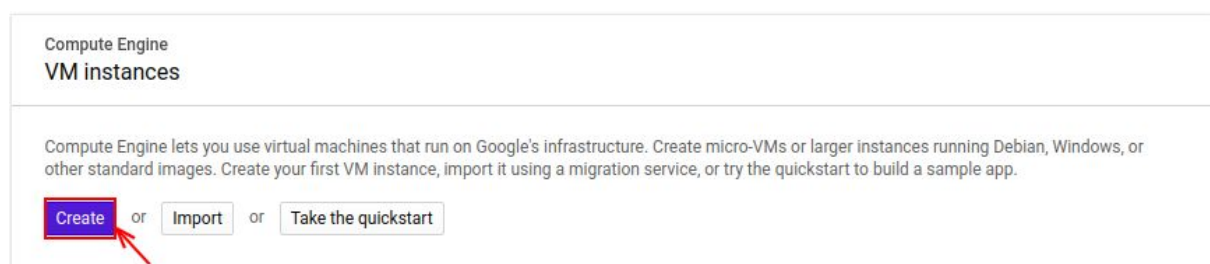 Compute Engine
VM instances
Compute Engine lets you use virtual machines that run on Google's infrastructure. Create micro-VMs or larger instances running Debian, Windows, or
other standard images. Create your first VM instance, import it using a migration service, or try the quickstart to build a sample app.
Create or Import or Take the quickstart